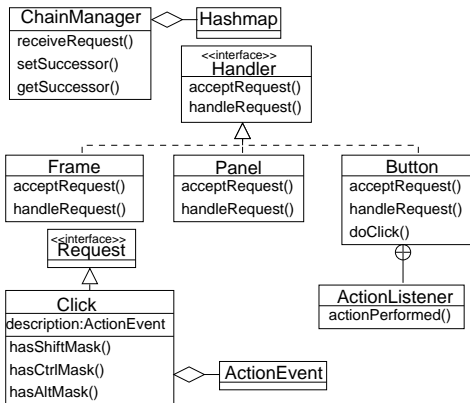 ChainManager
receiveRequest()
setSuccessor()
getSuccessor()
Hashmap
<<interface>>
Handler
acceptRequest()
handleRequest()
Frame
acceptRequest()
handleRequest()
Panel
acceptRequest()
handleRequest()
Button
acceptRequest()
handleRequest()
doClick()
<<interface>>
Request
Click
description:ActionEvent
hasShiftMask()
hasCtrlMask()
hasAltMask()
ActionEvent
ActionListener
actionPerformed()